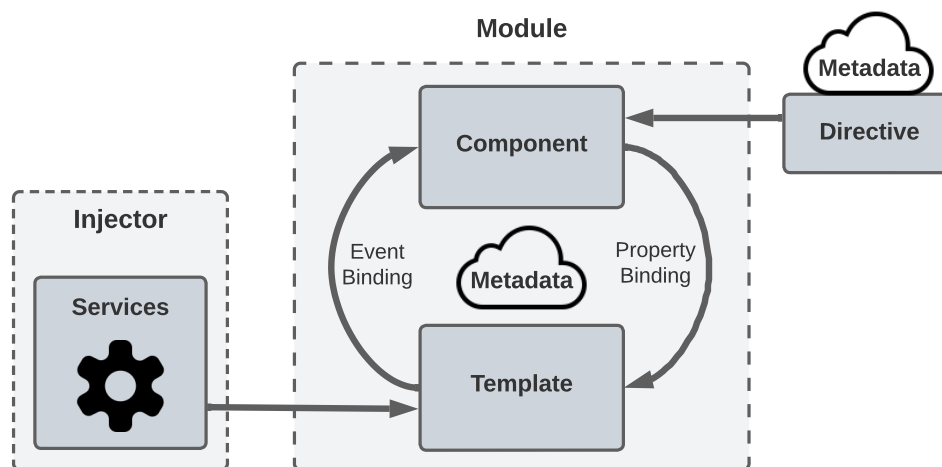 Module
Metadata
Directive
Component
Injector
Event
Binding
Property
Binding
Metadata
Services
Template